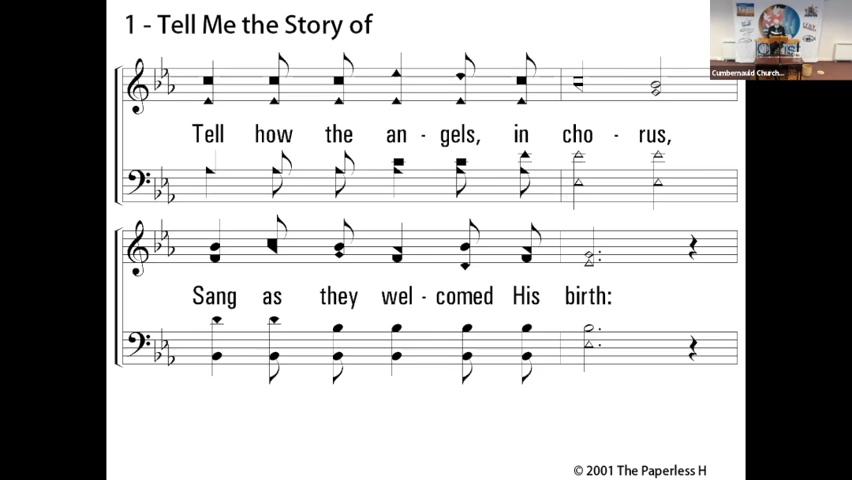 1 - Tell Me the Story of
Cumbernauld Church...
Tell how the an - gels, in cho - rus,
Sang as they wel - comed His birth:
© 2001 The Paperless H